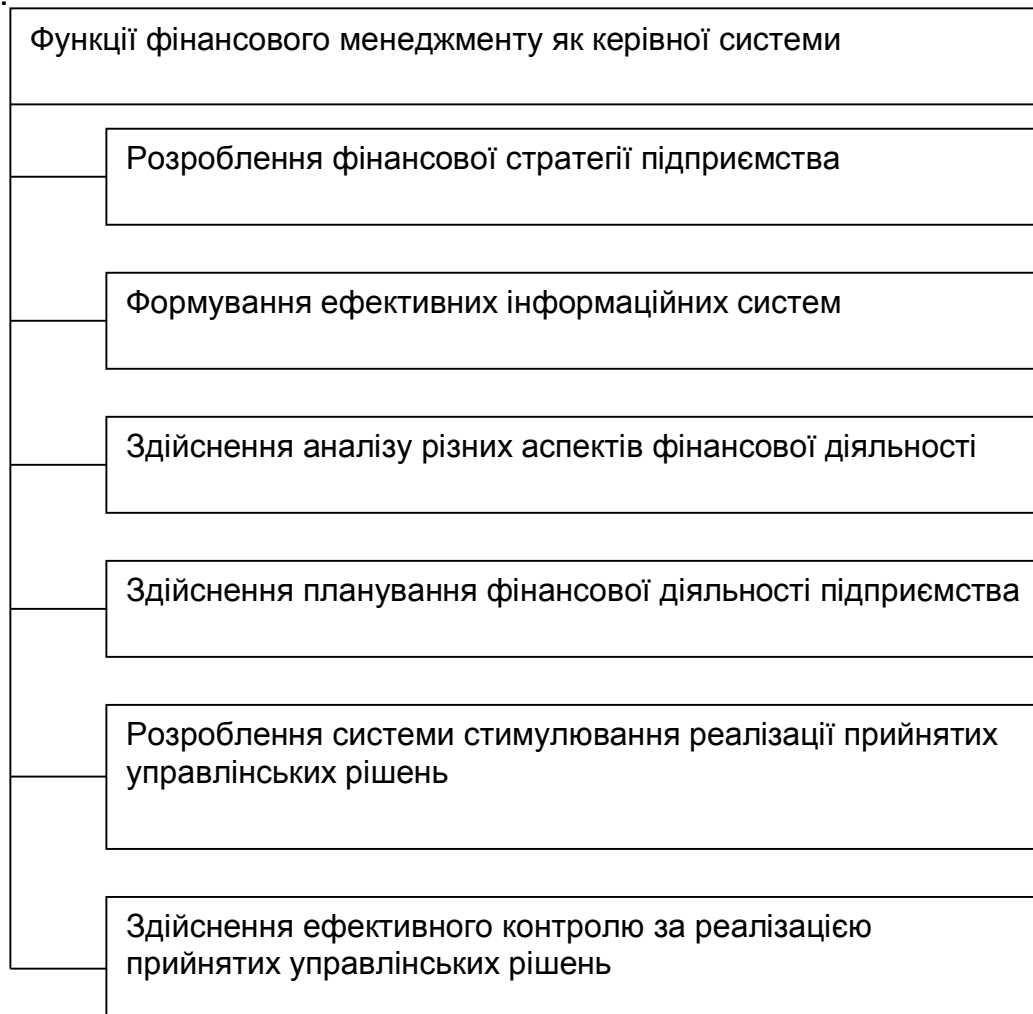 .
Функції фінансового менеджменту як керівної системи
Розроблення фінансової стратегії підприємства
Формування ефективних інформаційних систем
Здійснення аналізу різних аспектів фінансової діяльності
Здійснення планування фінансової діяльності підприємства
Розроблення системи стимулювання реалізації прийнятих
управлінських рішень
Здійснення ефективного контролю за реалізацією
прийнятих управлінських рішень